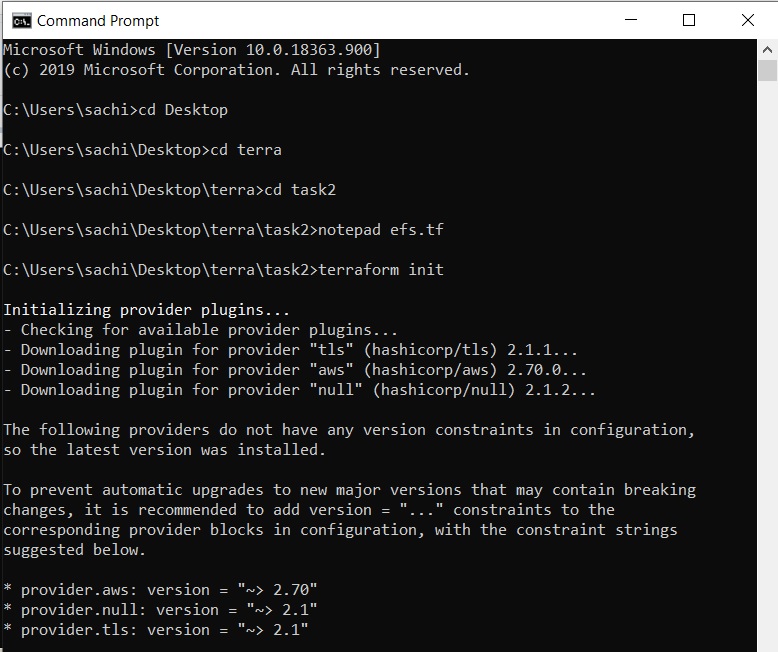 Command Prompt
Microsoft Windows [Version 10.0.18363.900]
(c) 2019 Microsoft Corporation. All rights reserved.
C:\Users\sachi>cd Desktop
C:\Users\sachi\Desktop>cd terra
C:\Users\sachi\Desktop\terra>cd task2
C:\Users\sachi\Desktop\terra\task2>notepad efs.tf
C:\Users\sachi\Desktop\terra\task2>terraform init
Initializing provider plugins...
- Checking for available provider plugins...
- Downloading plugin for provider "tls" (hashicorp/tls) 2.1.1...
- Downloading plugin for provider "aws" (hashicorp/aws) 2.70.0...
- Downloading plugin for provider "null" (hashicorp/null) 2.1.2...
The following providers do not have any version constraints in configuration,
so the latest version was installed.
To prevent automatic upgrades to new major versions that may contain breaking
changes, it is recommended to add version = "..." constraints to the
corresponding provider blocks in configuration, with the constraint strings
suggested below.
* provider.aws: version = "~> 2.70"
* provider.null: version = "~> 2.1"
* provider.tls: version = "~> 2.1"